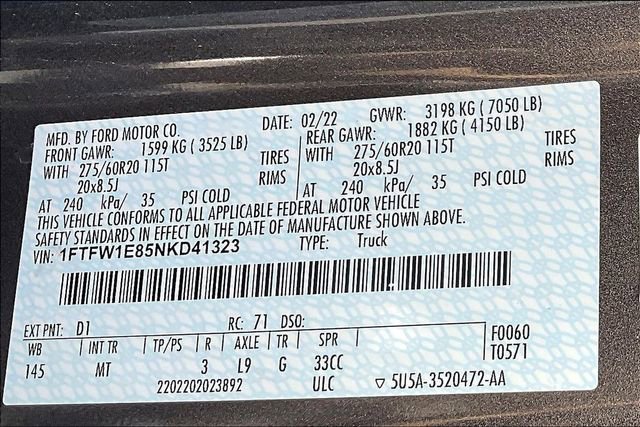 MFD. BY FORD MOTOR CO. DATE: 02/22 GVWR: 3198 KG ( 7050 LB)
FRONT GAWR: 1599 KG ( 3525 LB) REAR GAWR: 1882 KG ( 4150 LB)
WITH 275/60R20 115T TIRES WITH 275/60R20 115T TIRES
20x8.5J RIMS 20x8.5J RIMS
AT 240 kPa/ 35 PSI COLD AT 240 kPa/ 35 PSI COLD
THIS VEHICLE CONFORMS TO ALL APPLICABLE FEDERAL MOTOR VEHICLE
SAFETY STANDARDS IN EFFECT ON THE DATE OF MANUFACTURE SHOWN ABOVE.
VIN: 1FTFW1E85NKD41323 TYPE: Truck
EXT PNT: D1 RC: 71 DSO:
WB | INT TR | TP/PS | R | AXLE | TR | SPR | F0060
145 MT 3 L9 G 33CC T0571
2202202023892 ULC ▽ 5U5A-3520472-AA